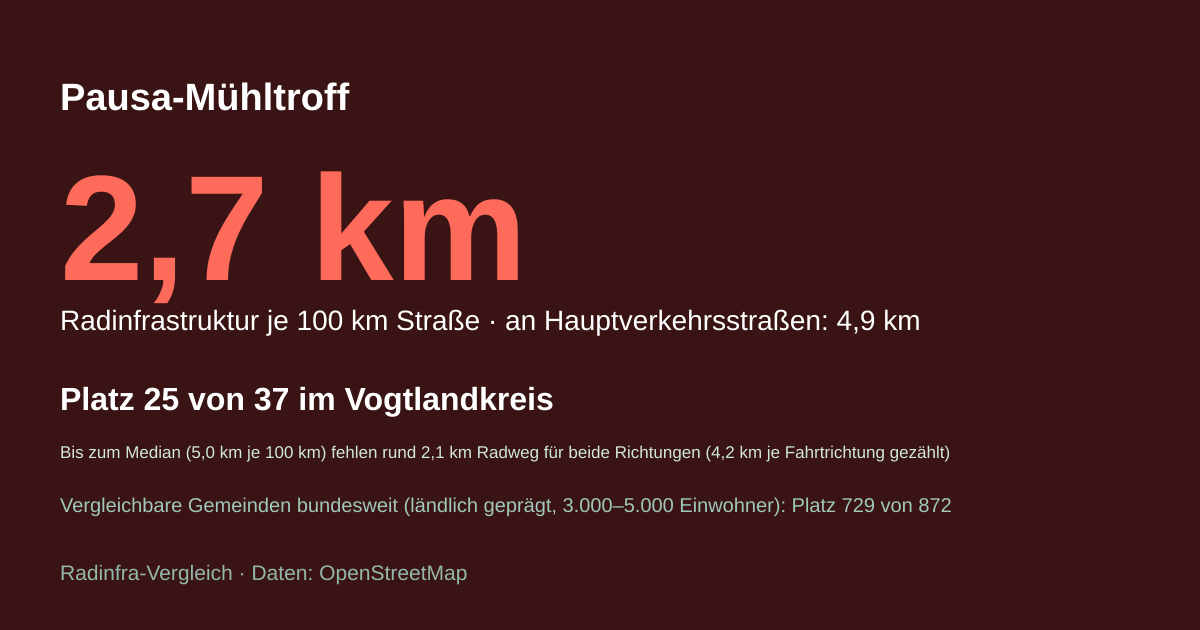 Pausa-Mühltroff
2,7 km
Radinfrastruktur je 100 km Straße · an Hauptverkehrsstraßen: 4,9 km
Platz 25 von 37 im Vogtlandkreis
Bis zum Median (5,0 km je 100 km) fehlen rund 2,1 km Radweg für beide Richtungen (4,2 km je Fahrtrichtung gezählt)
Vergleichbare Gemeinden bundesweit (ländlich geprägt, 3.000–5.000 Einwohner): Platz 729 von 872
Radinfra-Vergleich · Daten: OpenStreetMap